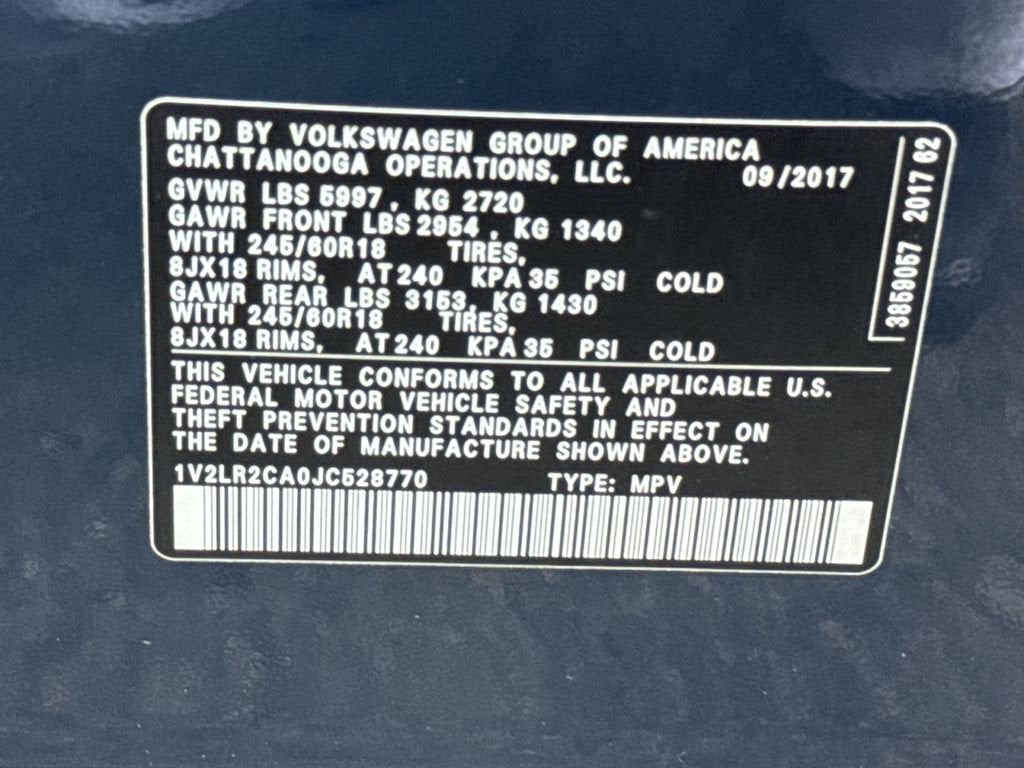 MFD BY VOLKSWAGEN GROUP OF AMERICA
CHATTANOOGA OPERATIONS, LLC. 09/2017
GVWR LBS 5997, KG 2720
GAWR FRONT LBS 2954, KG 1340
WITH 245/60R18 TIRES,
8JX18 RIMS, AT 240 KPA 35 PSI COLD
GAWR REAR LBS 3153, KG 1430
WITH 245/60R18 TIRES,
8JX18 RIMS, AT 240 KPA 35 PSI COLD
THIS VEHICLE CONFORMS TO ALL APPLICABLE U.S.
FEDERAL MOTOR VEHICLE SAFETY AND
THEFT PREVENTION STANDARDS IN EFFECT ON
THE DATE OF MANUFACTURE SHOWN ABOVE.
1V2LR2CA0JC528770 TYPE: MPV
3859057 2017 62